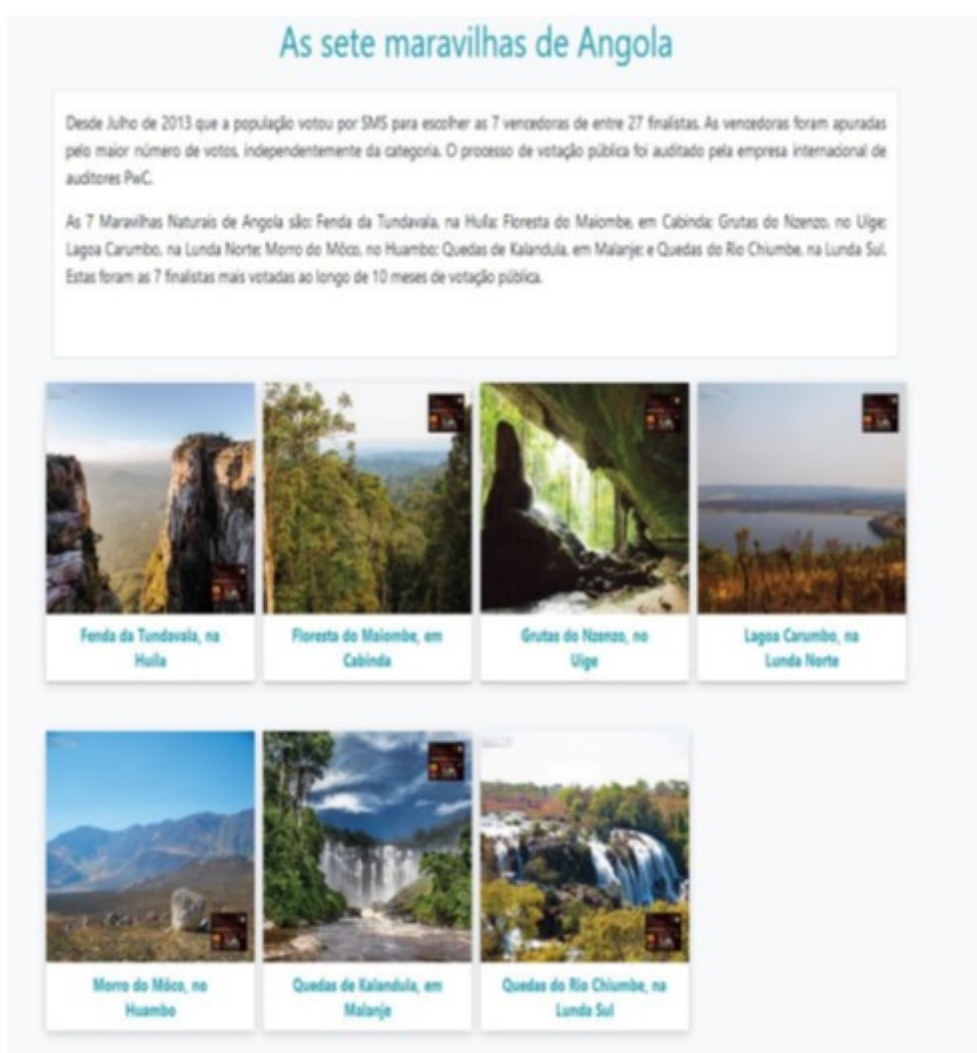 As sete maravilhas de Angola
Desde Julho de 2013 que a população votou por SMS para escolher as 7 vencedoras de entre 27 finalistas. As vencedoras foram apuradas
pelo maior número de votos, independentemente da categoria. O processo de votação pública foi auditado pela empresa internacional de
auditores PwC.
As 7 Maravilhas Naturais de Angola são: Fenda da Tundavala, na Huíla; Floresta do Maiombe, em Cabinda; Grutas do Nzenzo, no Uíge;
Lagoa Carumbo, na Lunda Norte; Morro do Môco, no Huambo; Quedas de Kalandula, em Malanje; e Quedas do Rio Chiumbe, na Lunda Sul.
Estas foram as 7 finalistas mais votadas ao longo de 10 meses de votação pública.
Fenda da Tundavala, na
Huíla
Floresta do Maiombe, em
Cabinda
Grutas do Nzenzo, no
Uíge
Lagoa Carumbo, na
Lunda Norte
Morro do Môco, no
Huambo
Quedas de Kalandula, em
Malanje
Quedas do Rio Chiumbe, na
Lunda Sul